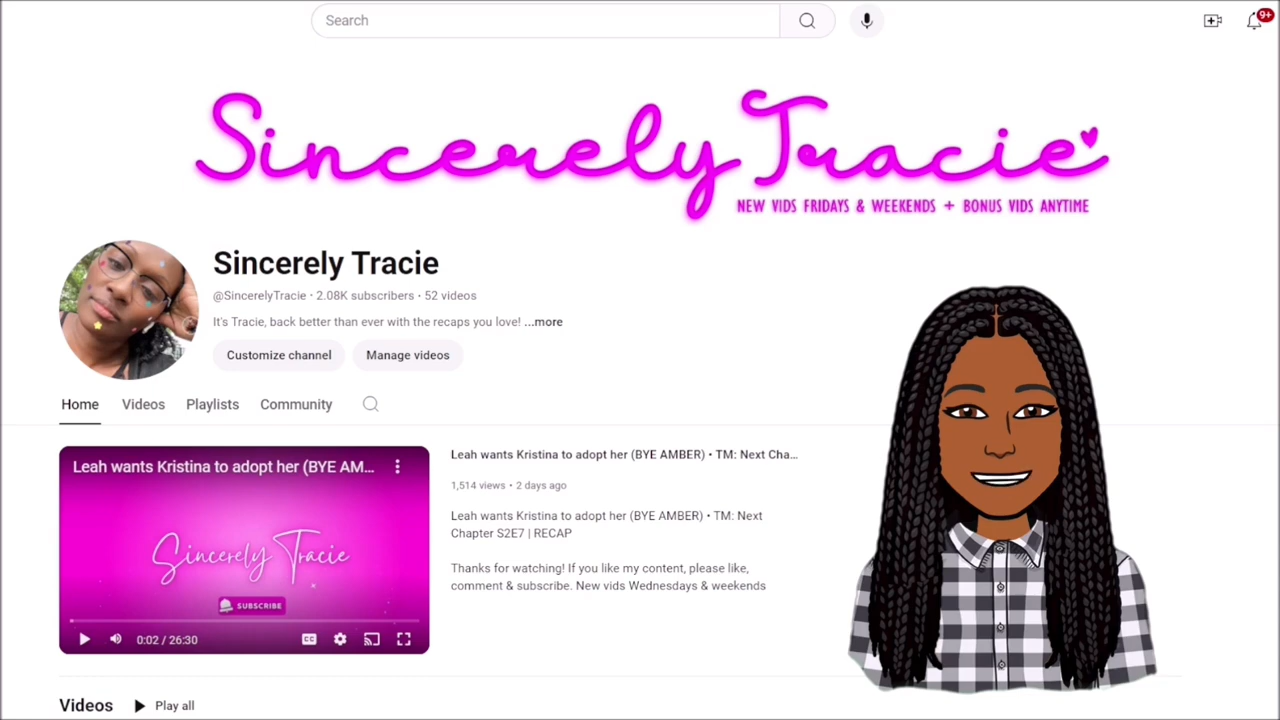 Search
9+
Sincerely Tracie
NEW VIDS FRIDAYS & WEEKENDS + BONUS VIDS ANYTIME
Sincerely Tracie
@SincerelyTracie • 2.08K subscribers • 52 videos
It's Tracie, back better than ever with the recaps you love! ...more
Customize channel
Manage videos
Home
Videos
Playlists
Community
Leah wants Kristina to adopt her (BYE AM...
Sincerely Tracie
SUBSCRIBE
0:02 / 26:30
CC
Leah wants Kristina to adopt her (BYE AMBER) • TM: Next Cha...
1,514 views • 2 days ago
Leah wants Kristina to adopt her (BYE AMBER) • TM: Next
Chapter S2E7 | RECAP
Thanks for watching! If you like my content, please like,
comment & subscribe. New vids Wednesdays & weekends
Videos
Play all